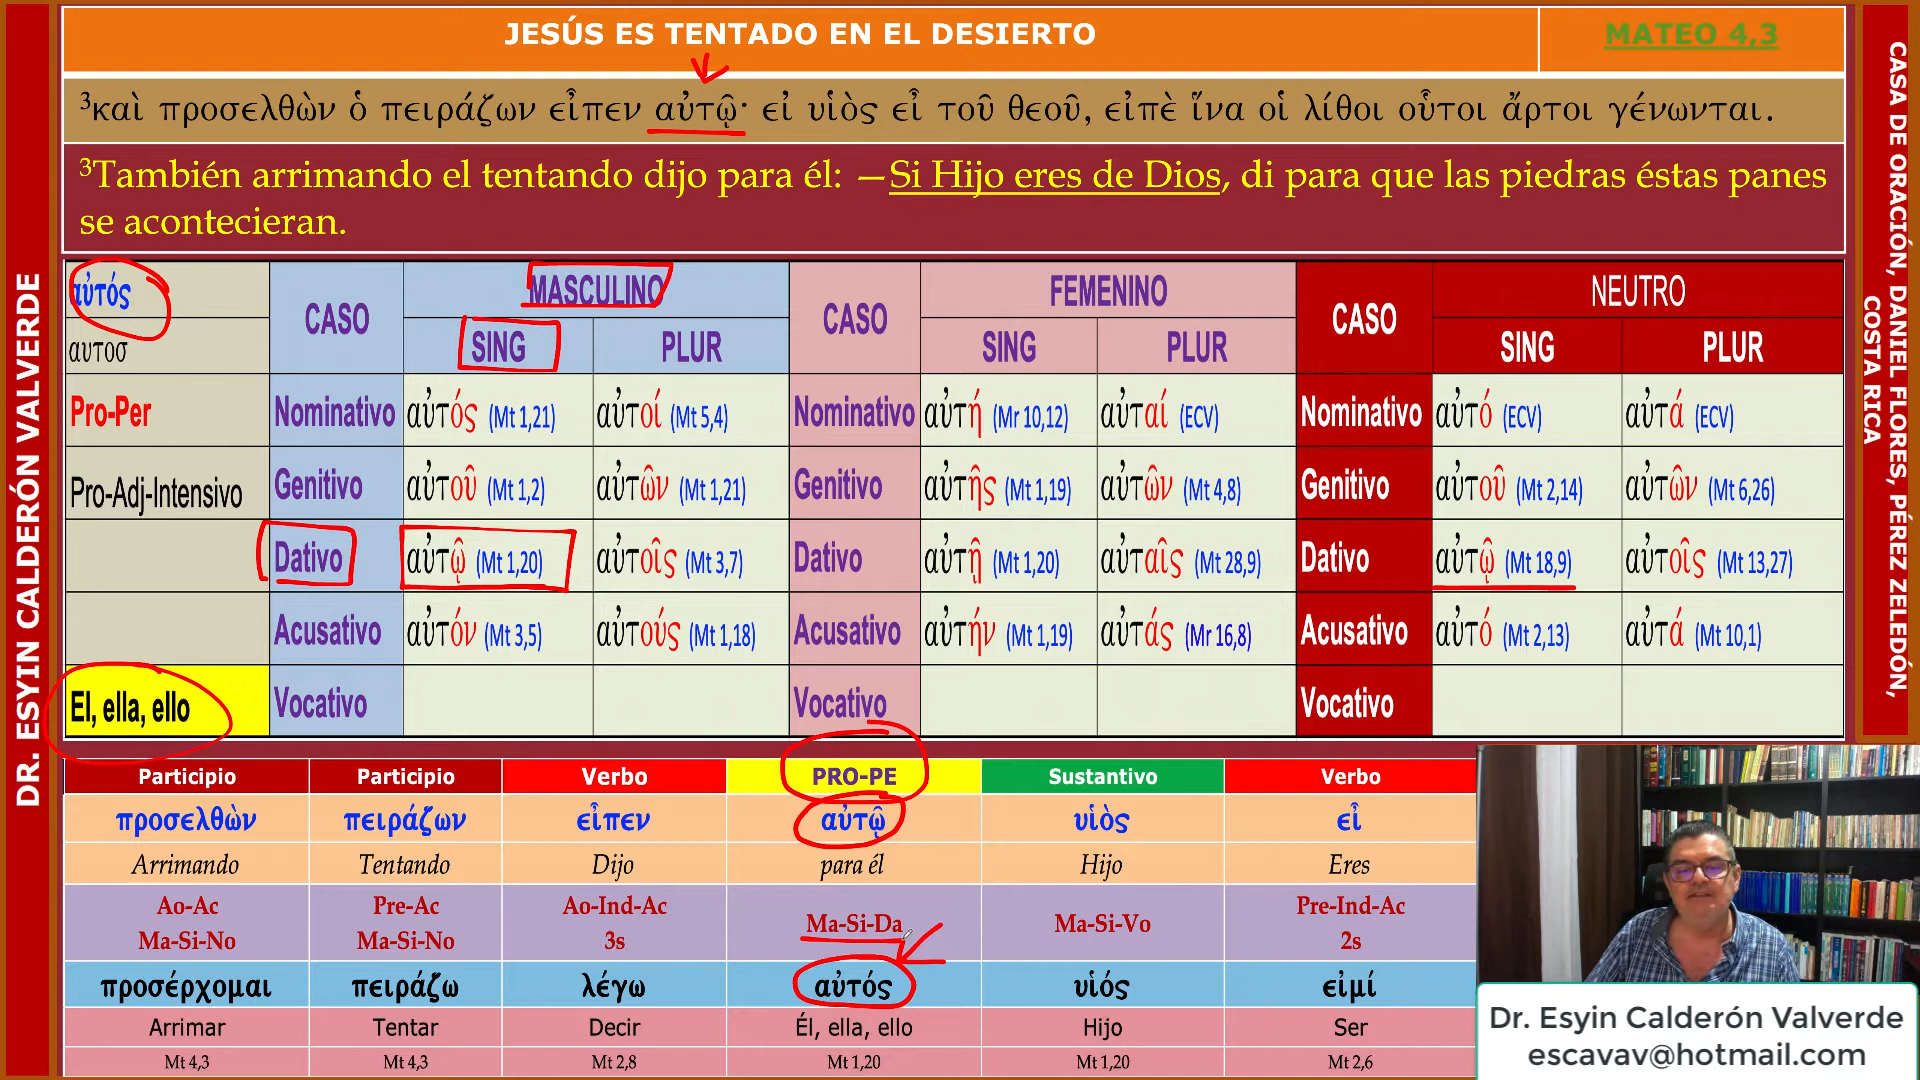 JESÚS ES TENTADO EN EL DESIERTO
MATEO 4,3
³καὶ προσελθὼν ὁ πειράζων εἶπεν αὐτῷ· εἰ υἱὸς εἶ τοῦ θεοῦ, εἰπὲ ἵνα οἱ λίθοι οὗτοι ἄρτοι γένωνται.
³También arrimando el tentando dijo para él: —Si Hijo eres de Dios, di para que las piedras éstas panes
se acontecieran.
αὐτός CASO MASCULINO CASO FEMENINO CASO NEUTRO
αυτοσ SING PLUR SING PLUR SING PLUR
Pro-Per Nominativo αὐτός (Mt 1,21) αὐτοί (Mt 5,4) Nominativo αὐτή (Mr 10,12) αὐταί (ECV) Nominativo αὐτό (ECV) αὐτά (ECV)
Pro-Adj-Intensivo Genitivo αὐτοῦ (Mt 1,2) αὐτῶν (Mt 1,21) Genitivo αὐτῆς (Mt 1,19) αὐτῶν (Mt 4,8) Genitivo αὐτοῦ (Mt 2,14) αὐτῶν (Mt 6,26)
Dativo αὐτῷ (Mt 1,20) αὐτοῖς (Mt 3,7) Dativo αὐτῇ (Mt 1,20) αὐταῖς (Mt 28,9) Dativo αὐτῷ (Mt 18,9) αὐτοῖς (Mt 13,27)
Acusativo αὐτόν (Mt 3,5) αὐτούς (Mt 1,18) Acusativo αὐτήν (Mt 1,19) αὐτάς (Mr 16,8) Acusativo αὐτό (Mt 2,13) αὐτά (Mt 10,1)
El, ella, ello Vocativo Vocativo Vocativo
Participio Participio Verbo PRO-PE Sustantivo Verbo
προσελθὼν πειράζων εἶπεν αὐτῷ υἱὸς εἶ
Arrimando Tentando Dijo para él Hijo Eres
Ao-Ac Pre-Ac Ao-Ind-Ac Ma-Si-Da Ma-Si-Vo Pre-Ind-Ac
Ma-Si-No Ma-Si-No 3s 2s
προσέρχομαι πειράζω λέγω αὐτός υἱός εἰμί
Arrimar Tentar Decir Él, ella, ello Hijo Ser
Mt 4,3 Mt 4,3 Mt 2,8 Mt 1,20 Mt 1,20 Mt 2,6
DR. ESYIN CALDERÓN VALVERDE
CASA DE ORACIÓN, DANIEL FLORES, PÉREZ ZELEDÓN,
COSTA RICA
Dr. Esyin Calderón Valverde
escavav@hotmail.com